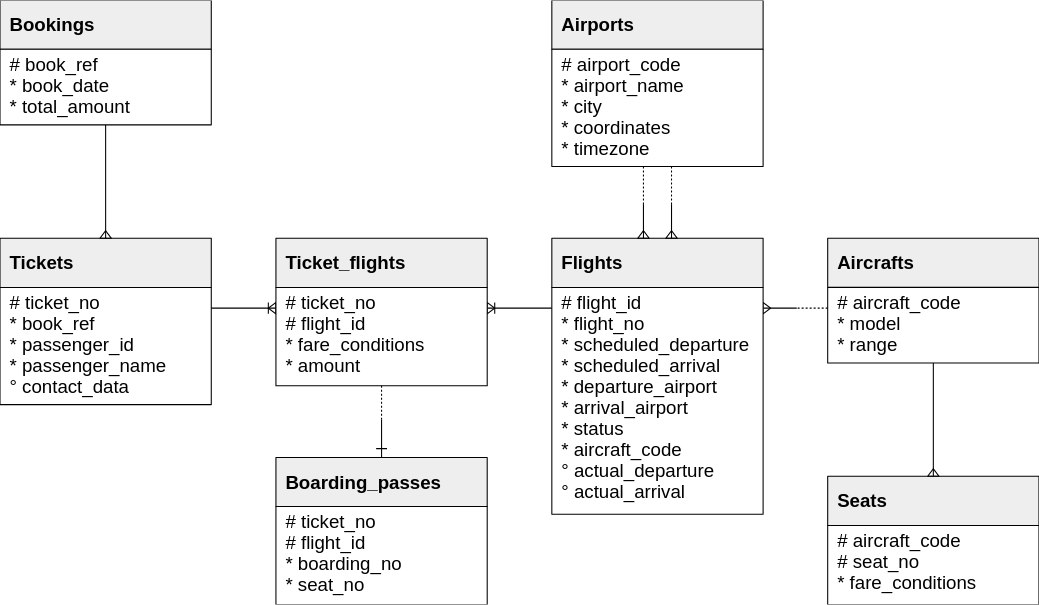 Bookings
# book_ref
* book_date
* total_amount
Airports
# airport_code
* airport_name
* city
* coordinates
* timezone
Tickets
# ticket_no
* book_ref
* passenger_id
* passenger_name
° contact_data
Ticket_flights
# ticket_no
# flight_id
* fare_conditions
* amount
Flights
# flight_id
* flight_no
* scheduled_departure
* scheduled_arrival
* departure_airport
* arrival_airport
* status
* aircraft_code
° actual_departure
° actual_arrival
Aircrafts
# aircraft_code
* model
* range
Boarding_passes
# ticket_no
# flight_id
* boarding_no
* seat_no
Seats
# aircraft_code
# seat_no
* fare_conditions